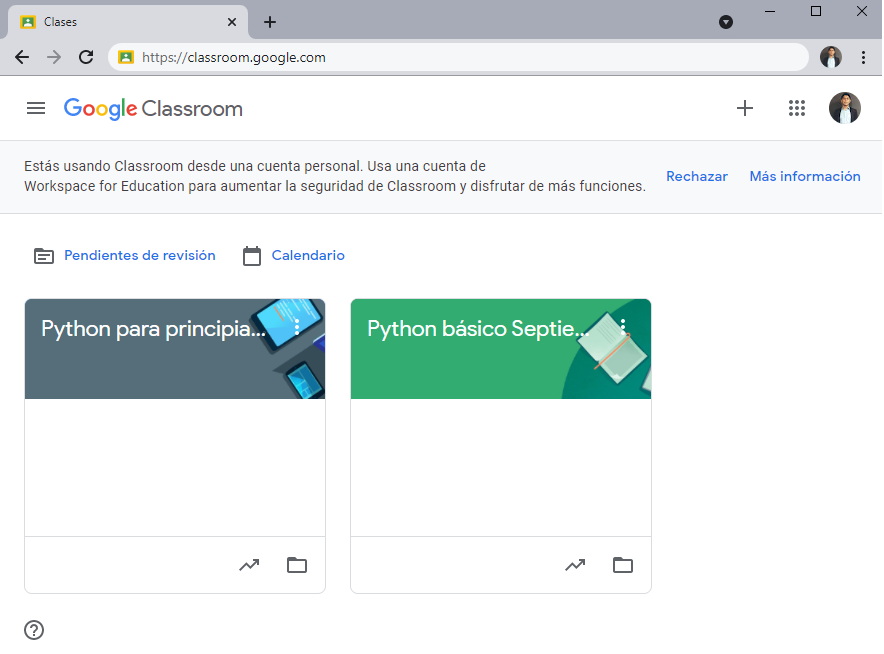 Clases
https://classroom.google.com
Google Classroom
Estás usando Classroom desde una cuenta personal. Usa una cuenta de
Workspace for Education para aumentar la seguridad de Classroom y disfrutar de más funciones.
Rechazar
Más información
Pendientes de revisión
Calendario
Python para principia...
Python básico Septie...